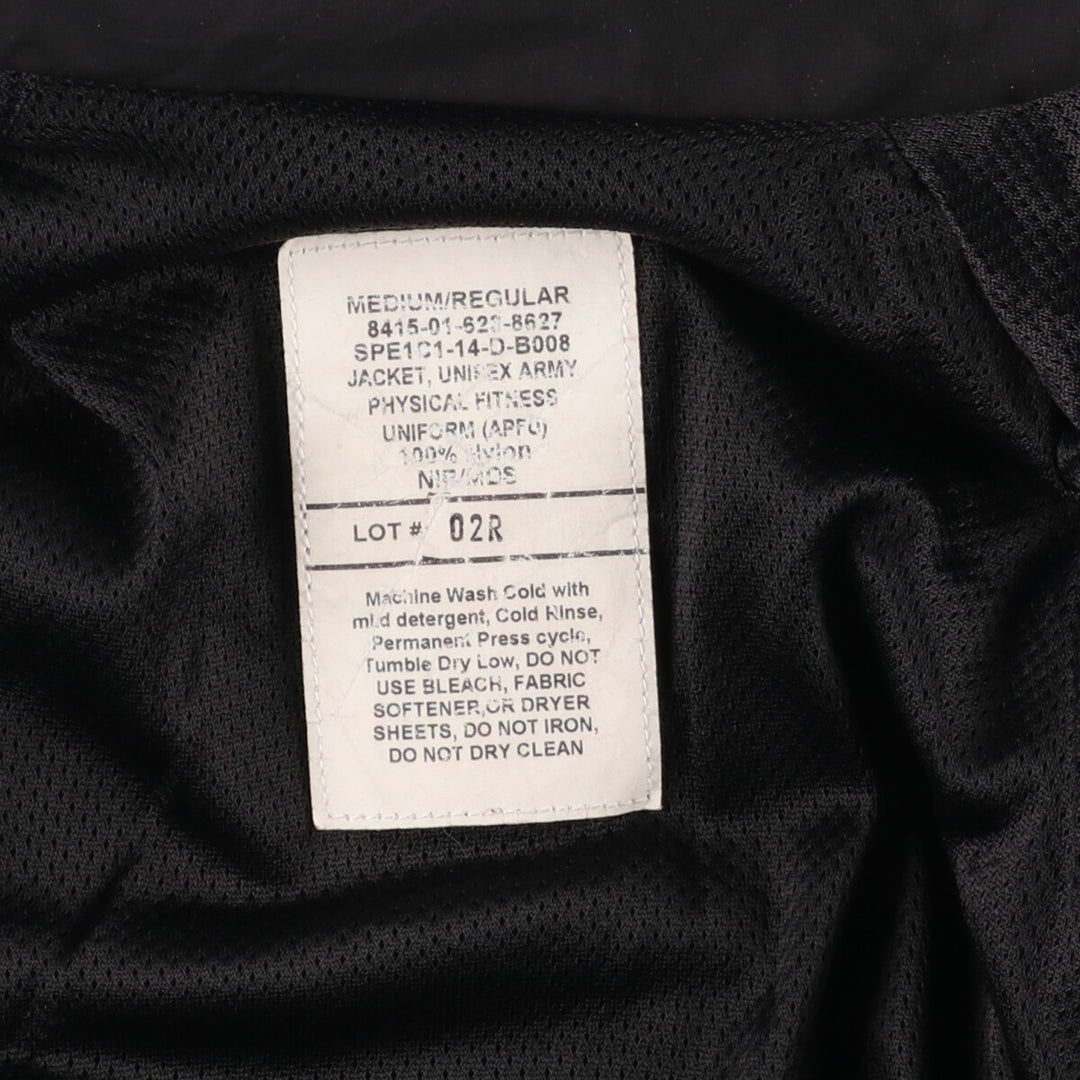 MEDIUM/REGULAR
8415-01-623-8627
SPE1C1-14-D-B008
JACKET, UNISEX ARMY
PHYSICAL FITNESS
UNIFORM (APFU)
100% Nylon
NIB/MOS
LOT # 02R
Machine Wash Cold with
mild detergent, Cold Rinse,
Permanent Press cycle,
Tumble Dry Low, DO NOT
USE BLEACH, FABRIC
SOFTENER,OR DRYER
SHEETS, DO NOT IRON,
DO NOT DRY CLEAN